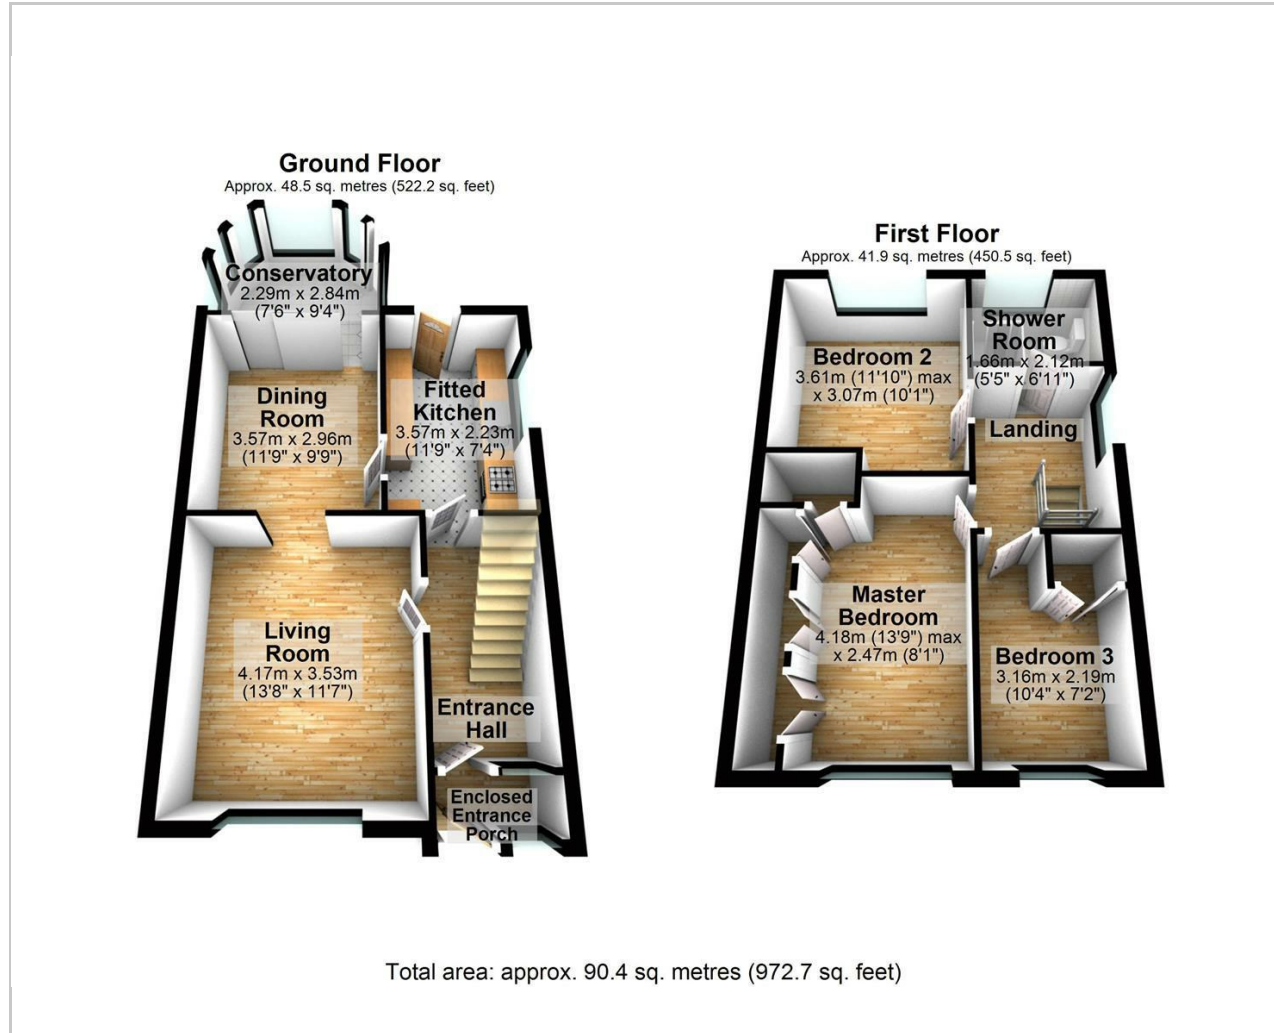 Ground Floor
Approx. 48.5 sq. metres (522.2 sq. feet)
Conservatory
2.29m x 2.84m
(7'6" x 9'4")
Dining
Room
3.57m x 2.96m
(11'9" x 9'9")
Fitted
Kitchen
3.57m x 2.23m
(11'9" x 7'4")
Living
Room
4.17m x 3.53m
(13'8" x 11'7")
Entrance
Hall
Enclosed
Entrance
Porch
First Floor
Approx. 41.9 sq. metres (450.5 sq. feet)
Bedroom 2
3.61m (11'10") max
x 3.07m (10'1")
Shower
Room
1.66m x 2.12m
(5'5" x 6'11")
Landing
Master
Bedroom
4.18m (13'9") max
x 2.47m (8'1")
Bedroom 3
3.16m x 2.19m
(10'4" x 7'2")
Total area: approx. 90.4 sq. metres (972.7 sq. feet)